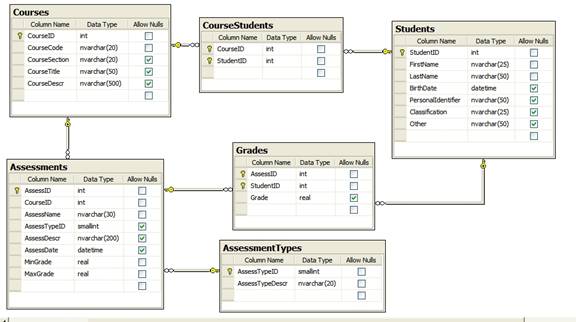 Courses
Column Name Data Type Allow Nulls
CourseID int
CourseCode nvarchar(20)
CourseSection nvarchar(20)
CourseTitle nvarchar(50)
CourseDescr nvarchar(500)
CourseStudents
Column Name Data Type Allow Nulls
CourseID int
StudentID int
Students
Column Name Data Type Allow Nulls
StudentID int
FirstName nvarchar(25)
LastName nvarchar(50)
BirthDate datetime
PersonalIdentifier nvarchar(50)
Classification nvarchar(25)
Other nvarchar(50)
Assessments
Column Name Data Type Allow Nulls
AssessID int
CourseID int
AssessName nvarchar(30)
AssessTypeID smallint
AssessDescr nvarchar(200)
AssessDate datetime
MinGrade real
MaxGrade real
Grades
Column Name Data Type Allow Nulls
AssessID int
StudentID int
Grade real
AssessmentTypes
Column Name Data Type Allow Nulls
AssessTypeID smallint
AssessTypeDescr nvarchar(20)